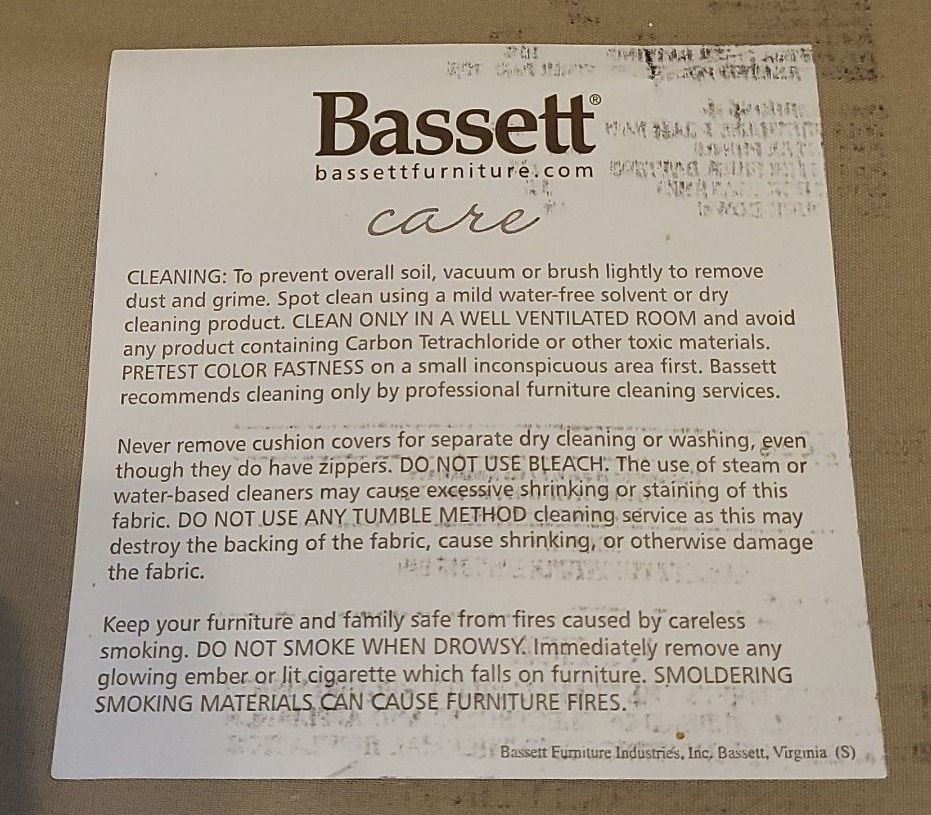 Bassett®
bassettfurniture.com
care
CLEANING: To prevent overall soil, vacuum or brush lightly to remove
dust and grime. Spot clean using a mild water-free solvent or dry
cleaning product. CLEAN ONLY IN A WELL VENTILATED ROOM and avoid
any product containing Carbon Tetrachloride or other toxic materials.
PRETEST COLOR FASTNESS on a small inconspicuous area first. Bassett
recommends cleaning only by professional furniture cleaning services.
Never remove cushion covers for separate dry cleaning or washing, even
though they do have zippers. DO NOT USE BLEACH. The use of steam or
water-based cleaners may cause excessive shrinking or staining of this
fabric. DO NOT USE ANY TUMBLE METHOD cleaning service as this may
destroy the backing of the fabric, cause shrinking, or otherwise damage
the fabric.
Keep your furniture and family safe from fires caused by careless
smoking. DO NOT SMOKE WHEN DROWSY. Immediately remove any
glowing ember or lit cigarette which falls on furniture. SMOLDERING
SMOKING MATERIALS CAN CAUSE FURNITURE FIRES.
Bassett Furniture Industries, Inc. Bassett, Virginia (S)